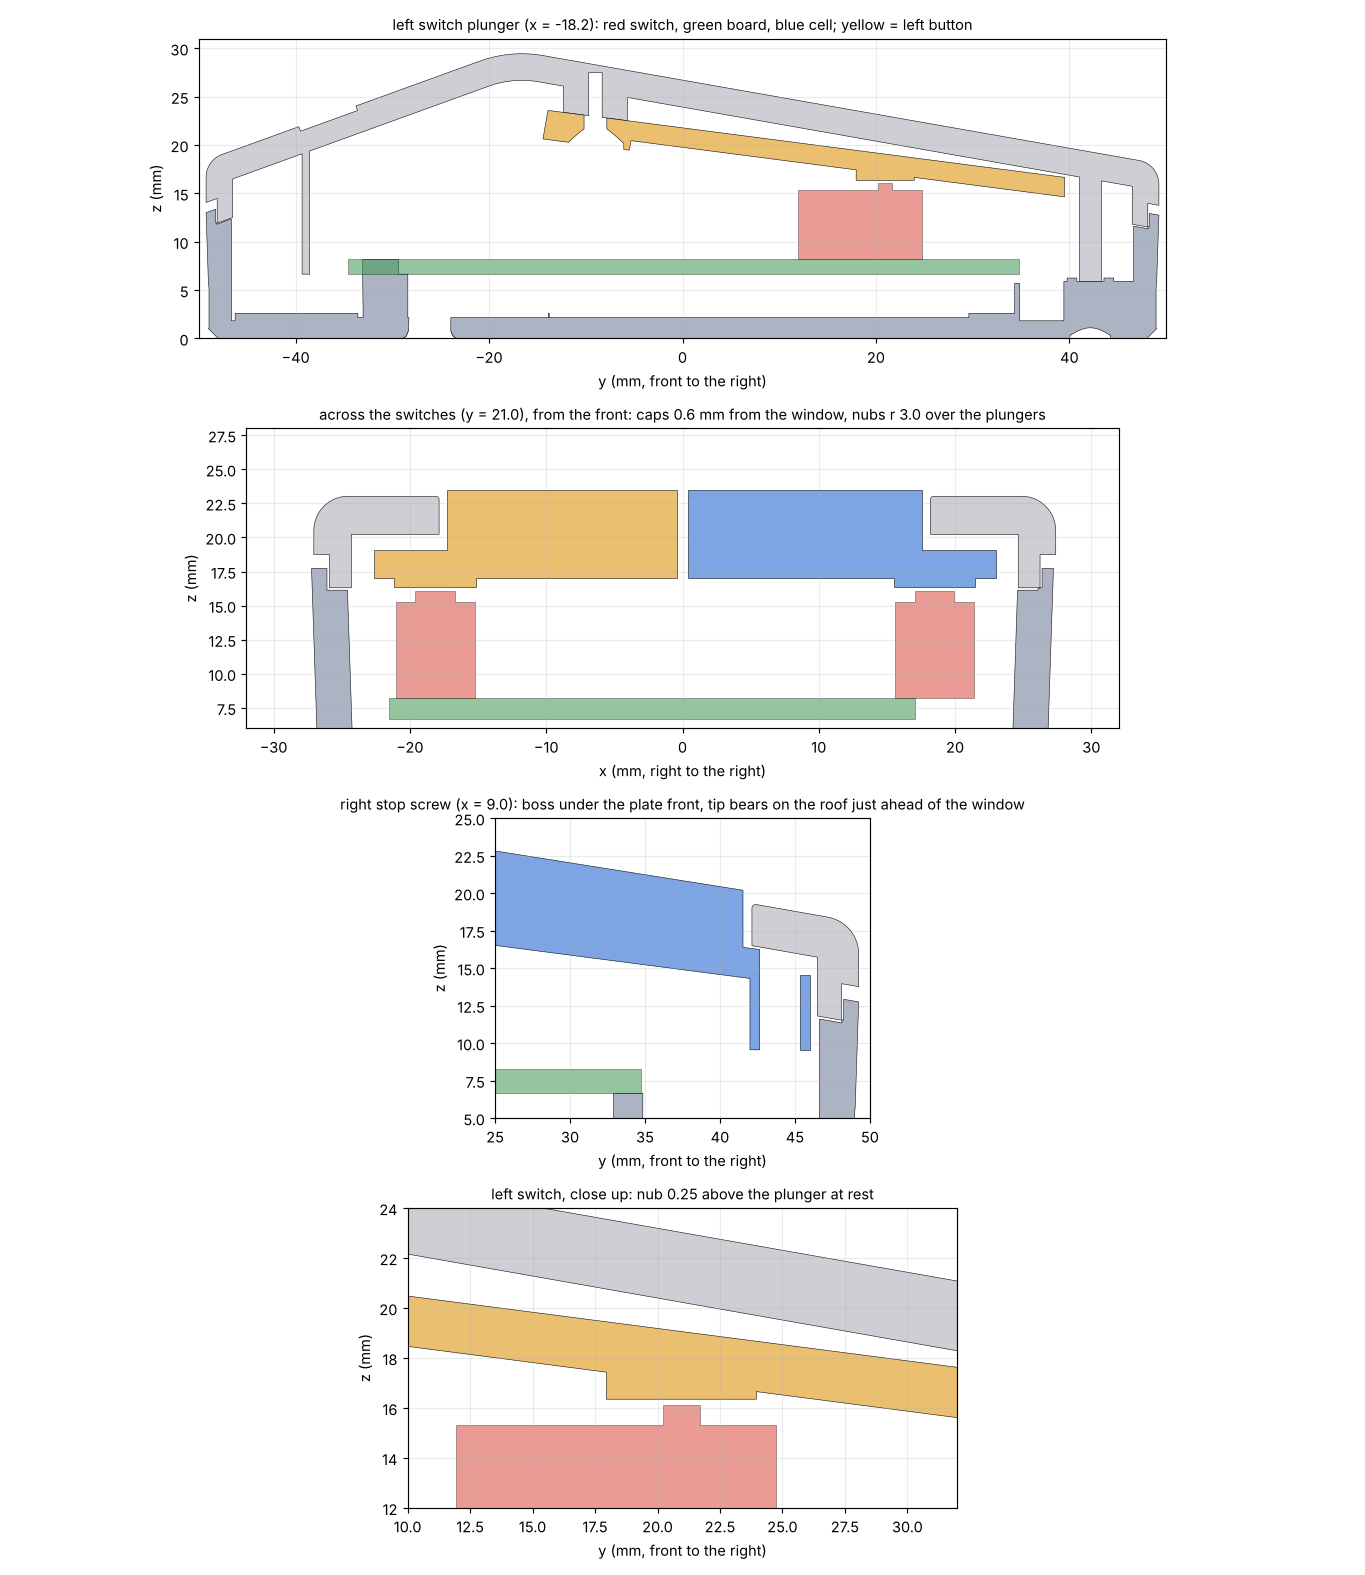 left switch plunger (x = -18.2): red switch, green board, blue cell; yellow = left button
30
25
20
15
10
5
0
z (mm)
−40 −20 0 20 40
y (mm, front to the right)
across the switches (y = 21.0), from the front: caps 0.6 mm from the window, nubs r 3.0 over the plungers
27.5
25.0
22.5
20.0
17.5
15.0
12.5
10.0
7.5
z (mm)
−30 −20 −10 0 10 20 30
x (mm, right to the right)
right stop screw (x = 9.0): boss under the plate front, tip bears on the roof just ahead of the window
25.0
22.5
20.0
17.5
15.0
12.5
10.0
7.5
5.0
z (mm)
25 30 35 40 45 50
y (mm, front to the right)
left switch, close up: nub 0.25 above the plunger at rest
24
22
20
18
16
14
12
z (mm)
10.0 12.5 15.0 17.5 20.0 22.5 25.0 27.5 30.0
y (mm, front to the right)